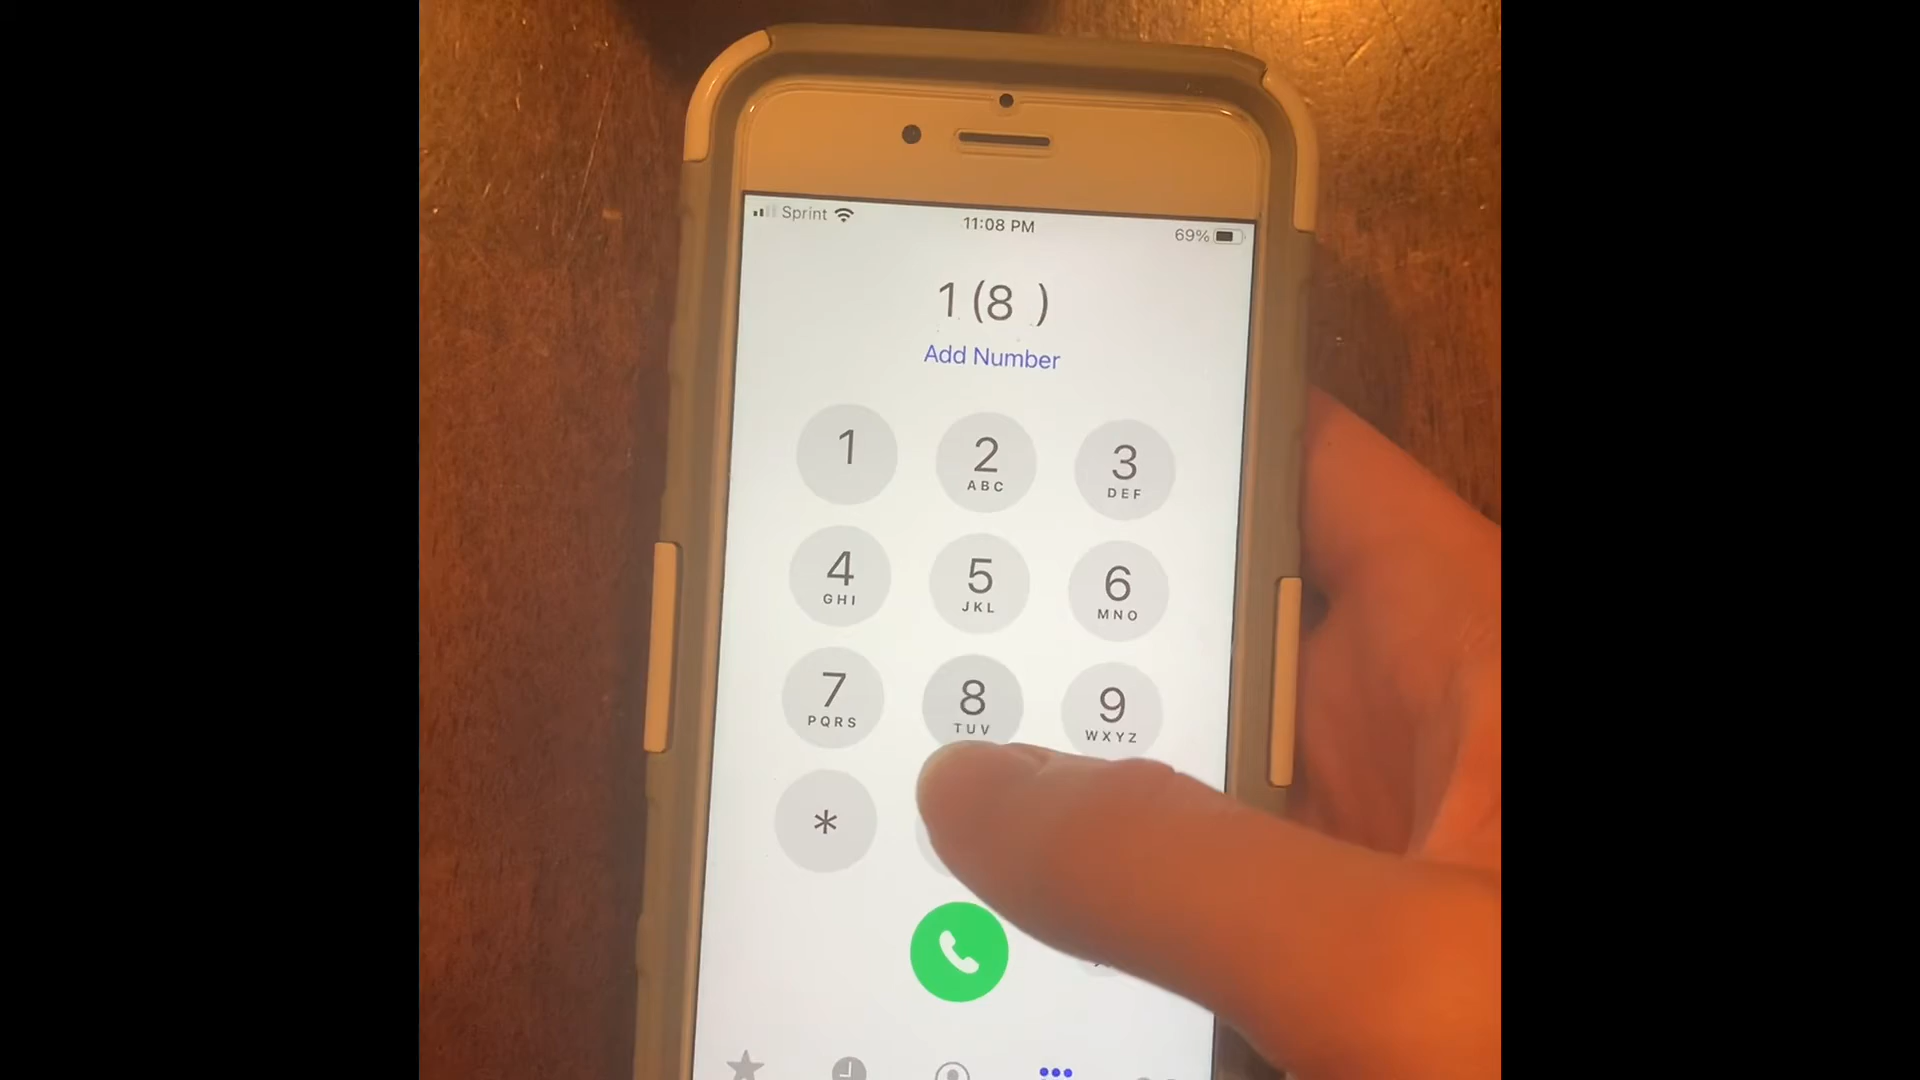 Sprint
11:08 PM
69%
1 (8 )
Add Number
1
2
3
ABC
DEF
4
5
6
GHI
JKL
MNO
7
8
9
PQRS
TUV
WXYZ
*